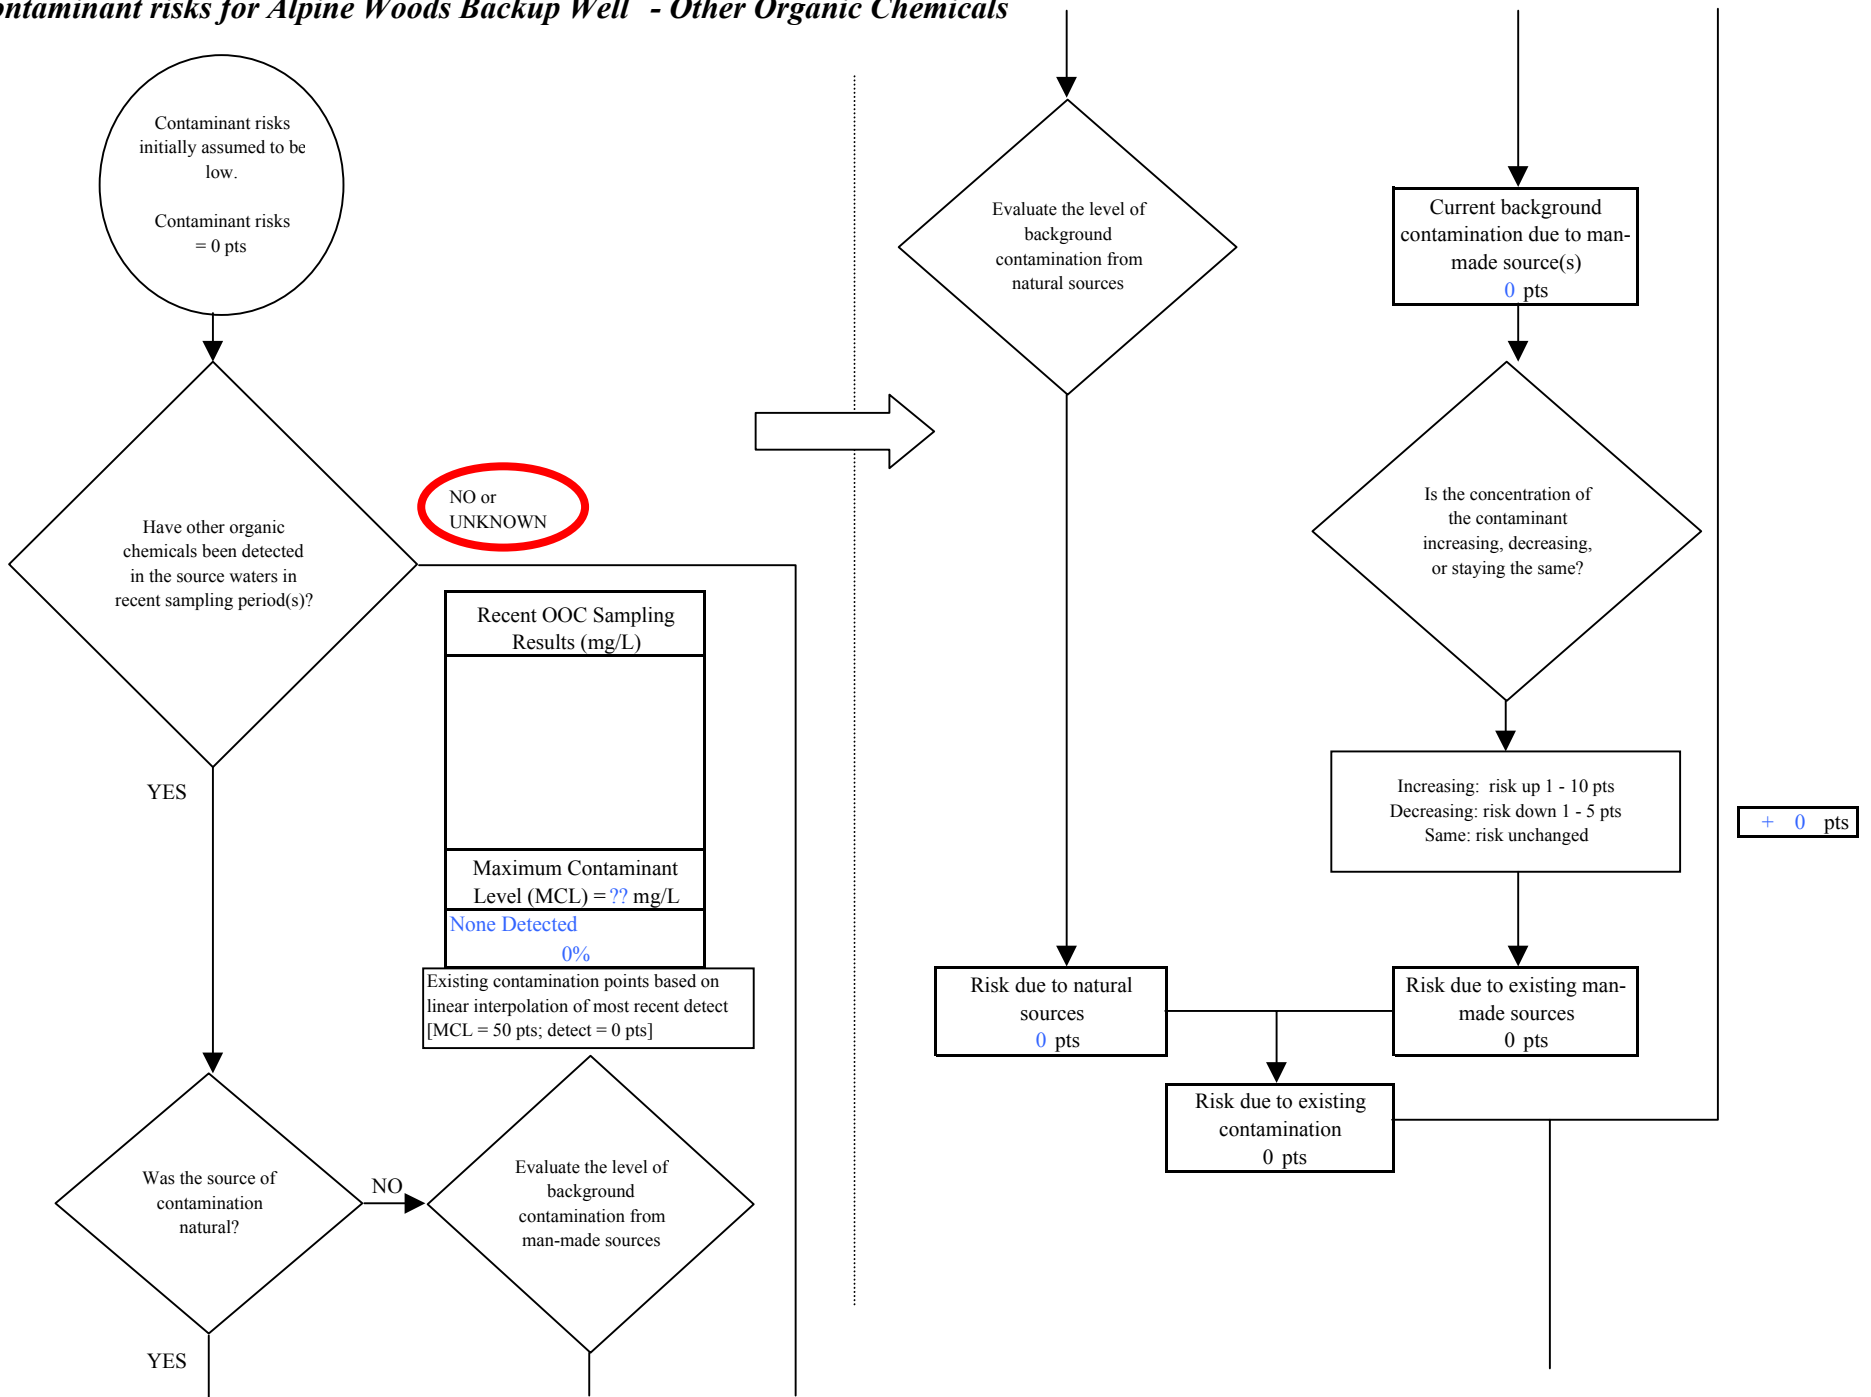 ontaminant risks for Alpine Woods Backup Well - Other Organic Chemicals
Contaminant risks
initially assumed to be
low.
Contaminant risks
= 0 pts
Have other organic
chemicals been detected
in the source waters in
recent sampling period(s)?
NO or
UNKNOWN
YES
Recent OOC Sampling
Results (mg/L)
Maximum Contaminant
Level (MCL) = ?? mg/L
None Detected
0%
Existing contamination points based on
linear interpolation of most recent detect
[MCL = 50 pts; detect = 0 pts]
Was the source of
contamination
natural?
NO
YES
Evaluate the level of
background
contamination from
man-made sources
Evaluate the level of
background
contamination from
natural sources
Current background
contamination due to man-
made source(s)
0 pts
Is the concentration of
the contaminant
increasing, decreasing,
or staying the same?
Increasing: risk up 1 - 10 pts
Decreasing: risk down 1 - 5 pts
Same: risk unchanged
+ 0 pts
Risk due to natural
sources
0 pts
Risk due to existing man-
made sources
0 pts
Risk due to existing
contamination
0 pts